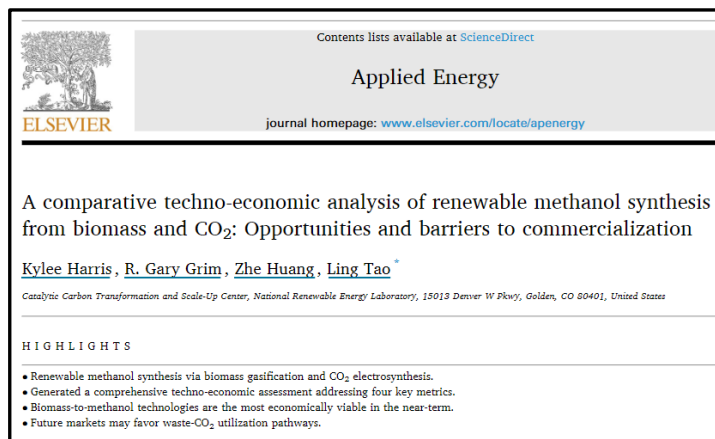 Contents lists available at ScienceDirect
Applied Energy
ELSEVIER
journal homepage: www.elsevier.com/locate/apenergy
A comparative techno-economic analysis of renewable methanol synthesis
from biomass and CO₂: Opportunities and barriers to commercialization
Kylee Harris, R. Gary Grim, Zhe Huang, Ling Tao *
Catalytic Carbon Transformation and Scale-Up Center, National Renewable Energy Laboratory, 15013 Denver W Pkwy, Golden, CO 80401, United States
HIGHLIGHTS
• Renewable methanol synthesis via biomass gasification and CO₂ electrosynthesis.
• Generated a comprehensive techno-economic assessment addressing four key metrics.
• Biomass-to-methanol technologies are the most economically viable in the near-term.
• Future markets may favor waste-CO₂ utilization pathways.